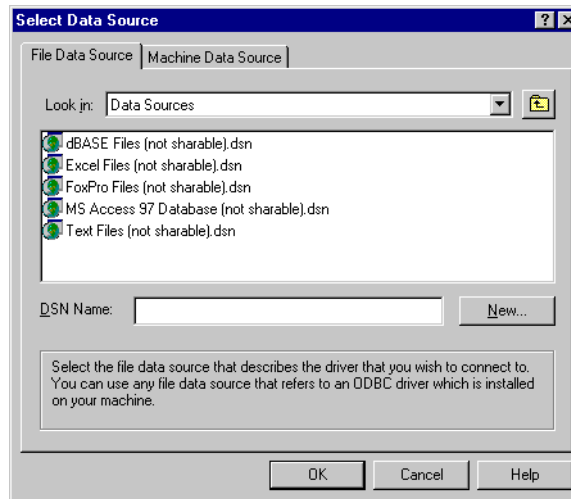 Select Data Source
File Data Source
Machine Data Source
Look in: Data Sources
dBASE Files (not sharable).dsn
Excel Files (not sharable).dsn
FoxPro Files (not sharable).dsn
MS Access 97 Database (not sharable).dsn
Text Files (not sharable).dsn
DSN Name:
New...
Select the file data source that describes the driver that you wish to connect to.
You can use any file data source that refers to an ODBC driver which is installed
on your machine.
OK
Cancel
Help